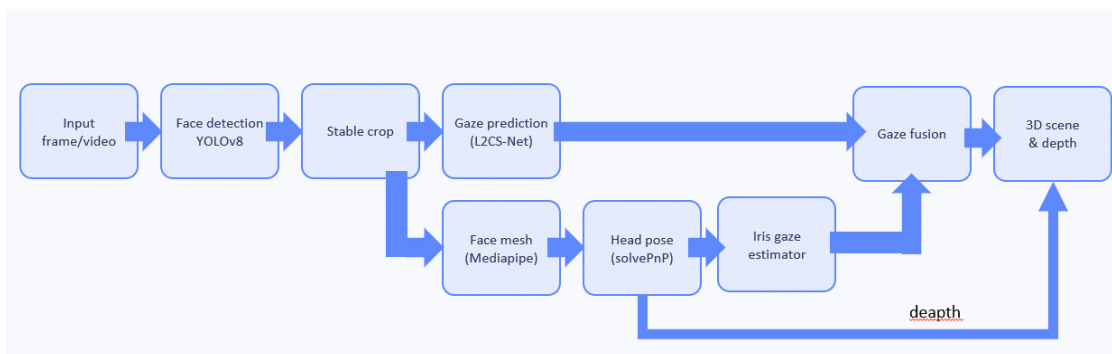 Input
frame/video
Face detection
YOLOv8
Stable crop
Gaze prediction
(L2CS-Net)
Gaze fusion
3D scene
& depth
Face mesh
(Mediapipe)
Head pose
(solvePnP)
Iris gaze
estimator
deapth